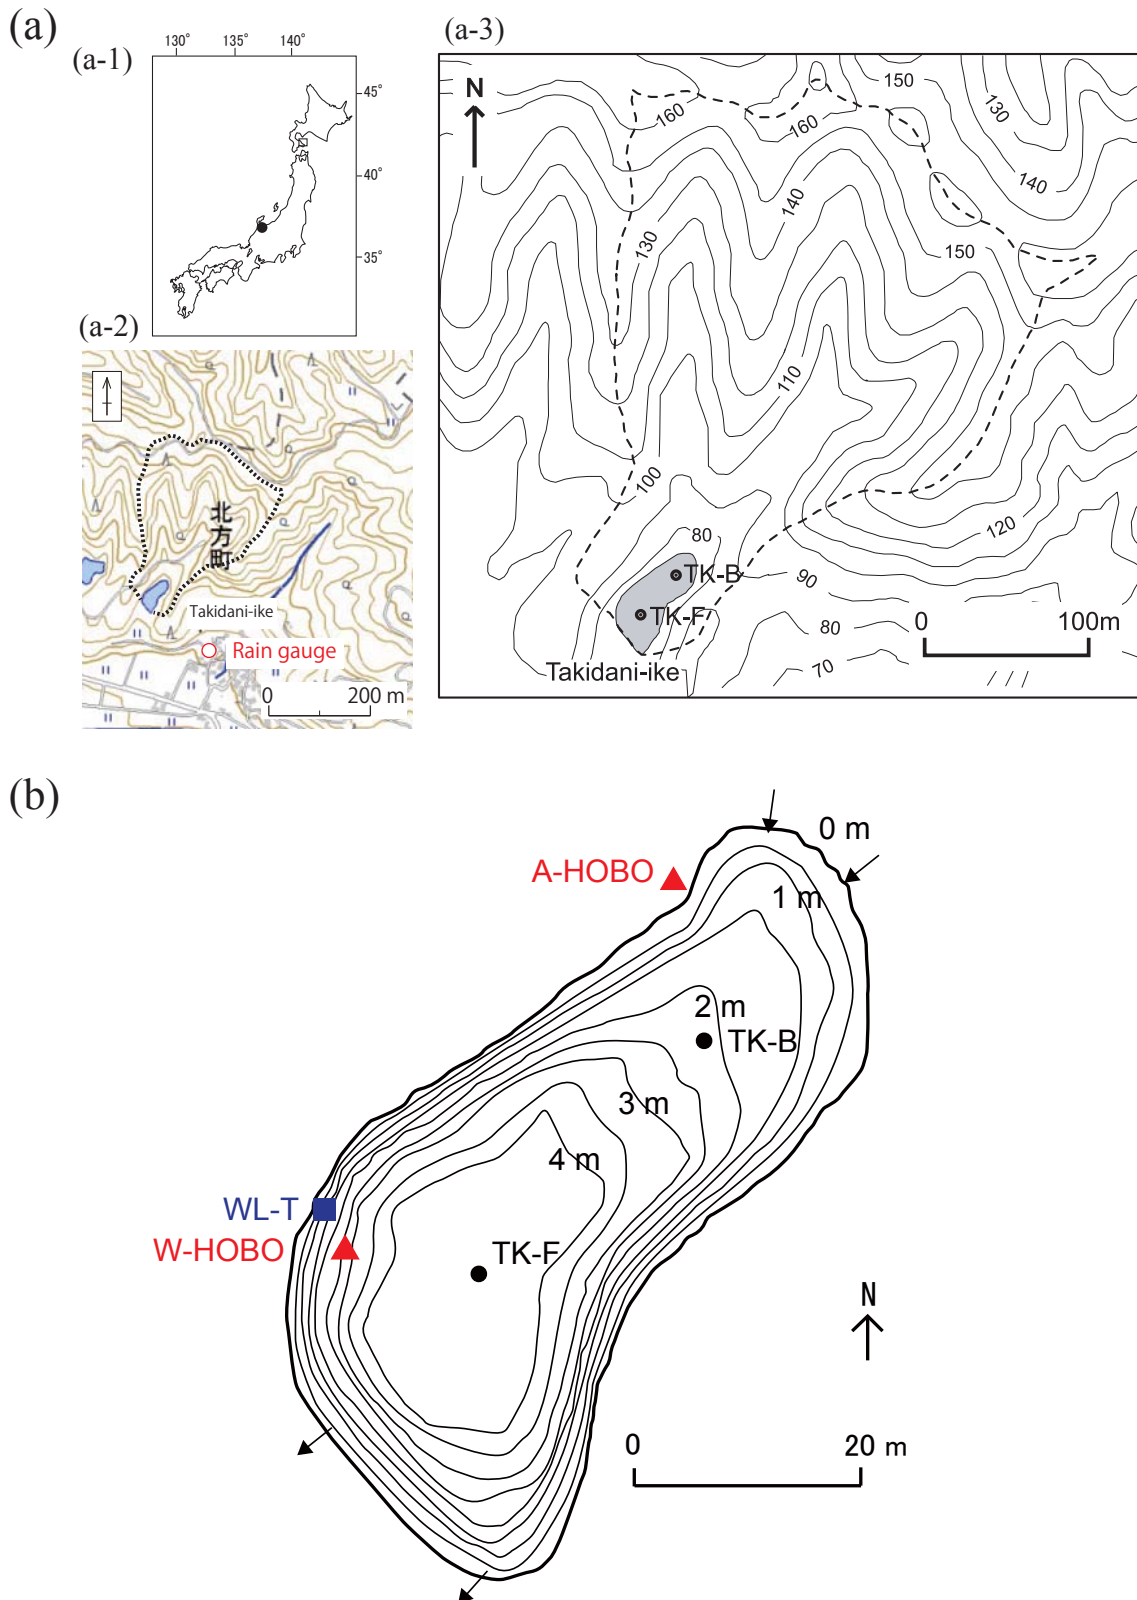 (a)
(a-1)
130°
135°
140°
45°
40°
35°
(a-2)
北方町
Takidani-ike
Rain gauge
0
200 m
(a-3)
N
160
160
150
130
140
140
150
130
110
100
120
80
90
80
70
TK-B
TK-F
Takidani-ike
0
100m
(b)
0 m
A-HOBO
1 m
2 m
TK-B
3 m
4 m
WL-T
W-HOBO
TK-F
N
0
20 m